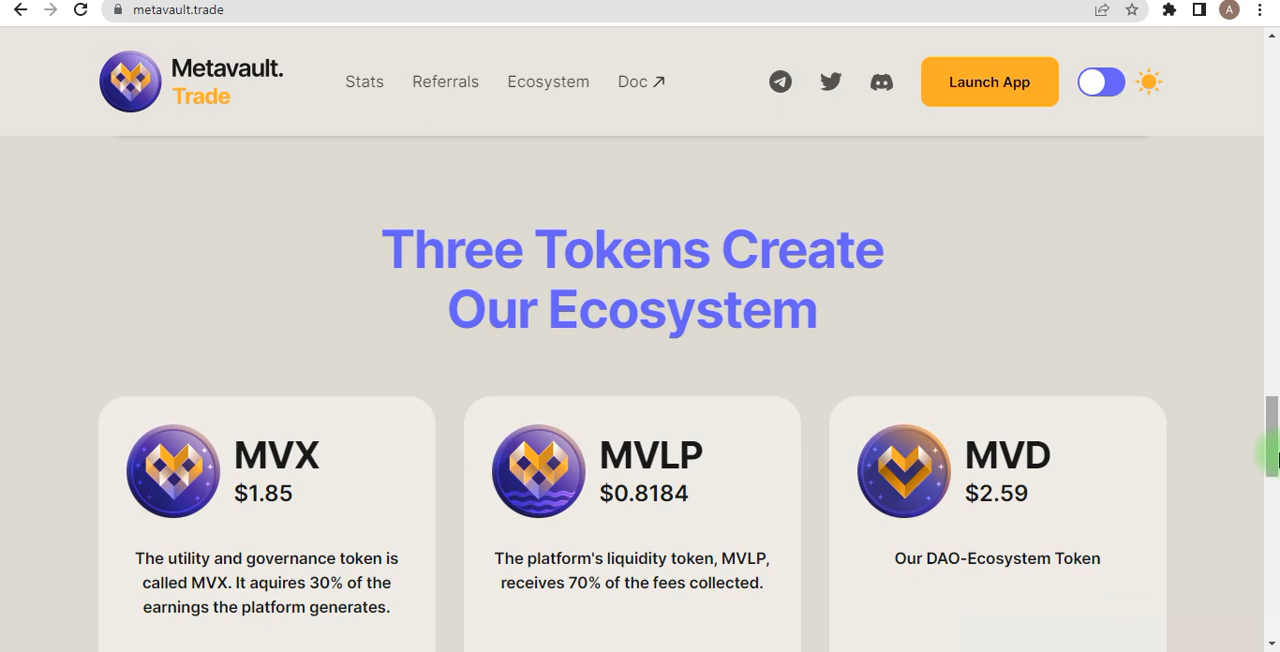 metavault.trade
A
Metavault.
Trade
Stats
Referrals
Ecosystem
Doc
Launch App
Three Tokens Create
Our Ecosystem
MVX
$1.85
The utility and governance token is
called MVX. It aquires 30% of the
earnings the platform generates.
MVLP
$0.8184
The platform's liquidity token, MVLP,
receives 70% of the fees collected.
MVD
$2.59
Our DAO-Ecosystem Token